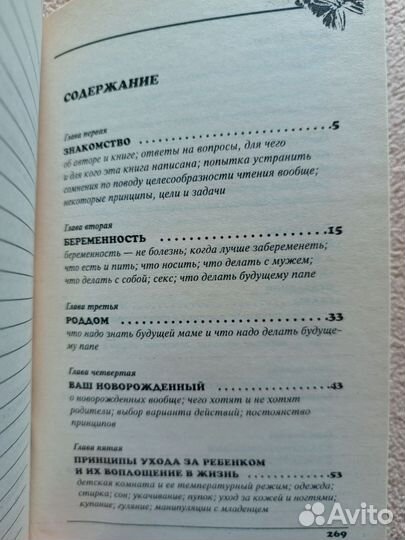 СОДЕРЖАНИЕ
Глава первая
ЗНАКОМСТВО . . . . . . . . . . . . . . . . . . . . . . 5
об авторе и книге; ответы на вопросы, для чего
и для кого эта книга написана; попытка устранить
сомнения по поводу целесообразности чтения вообще;
некоторые принципы, цели и задачи
Глава вторая
БЕРЕМЕННОСТЬ . . . . . . . . . . . . . . . . . . . . 15
беременность — не болезнь; когда лучше забеременеть;
что есть и пить; что носить; что делать с мужем;
что делать с собой; секс; что делать будущему папе
Глава третья
РОДДОМ . . . . . . . . . . . . . . . . . . . . . . . . . 33
что надо знать будущей маме и что надо делать будуще-
му папе
Глава четвертая
ВАШ НОВОРОЖДЕННЫЙ . . . . . . . . . . . . . . 43
о новорожденных вообще; чего хотят и не хотят
родители; выбор варианта действий; постоянство
принципов
Глава пятая
ПРИНЦИПЫ УХОДА ЗА РЕБЕНКОМ
И ИХ ВОПЛОЩЕНИЕ В ЖИЗНЬ . . . . . . . . . . 53
детская комната и ее температурный режим; одежда;
стирка; сон; укачивание; пупок; уход за кожей и ногтями;
купание, гуляние; манипуляции с младенцем
269
Avito